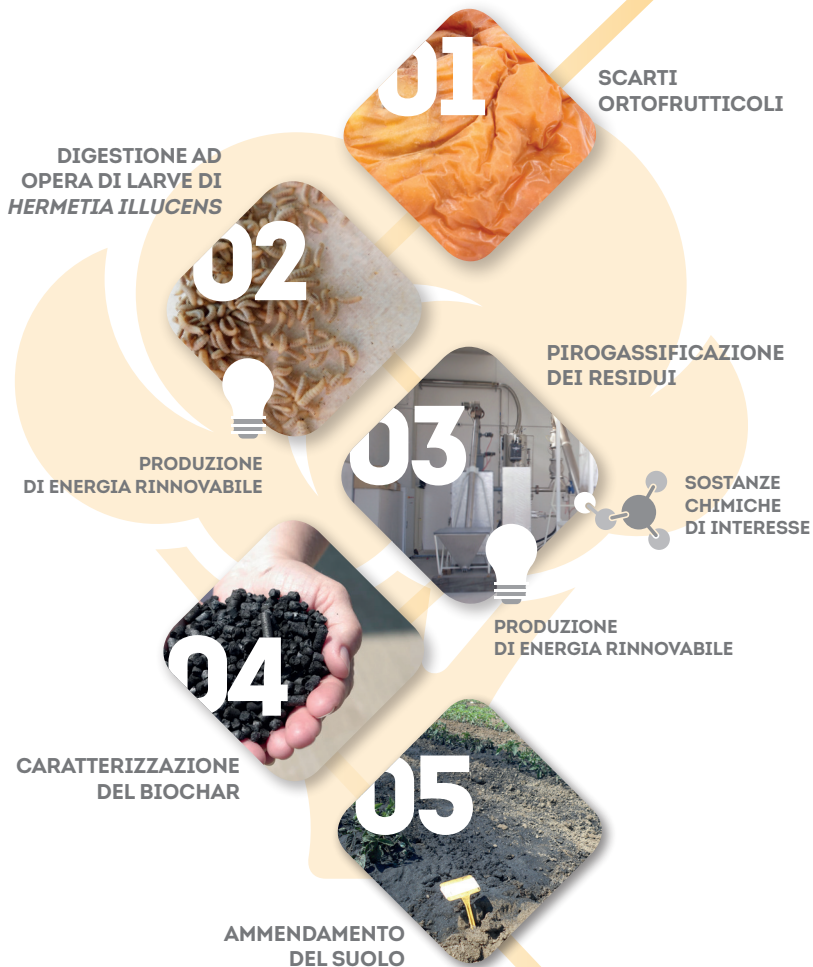 01
SCARTI
ORTOFRUTTICOLI
DIGESTIONE AD
OPERA DI LARVE DI
HERMETIA ILLUCENS
02
PRODUZIONE
DI ENERGIA RINNOVABILE
PIROGASSIFICAZIONE
DEI RESIDUI
03
SOSTANZE
CHIMICHE
DI INTERESSE
PRODUZIONE
DI ENERGIA RINNOVABILE
04
CARATTERIZZAZIONE
DEL BIOCHAR
05
AMMENDAMENTO
DEL SUOLO